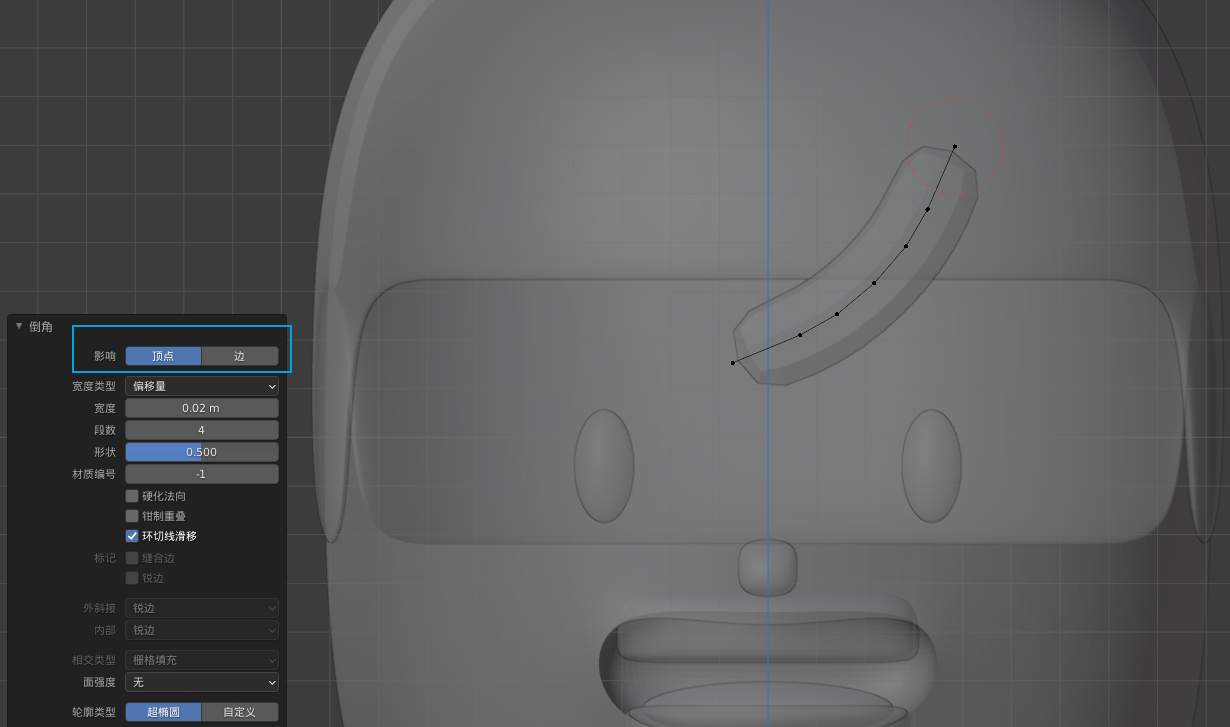 倒角
影响 顶点 边
宽度类型 偏移量
宽度 0.02 m
段数 4
形状 0.500
材质编号 -1
硬化法向
钳制重叠
环切线滑移
标记 缝合边
锐边
外斜接 锐边
内部 锐边
相交类型 栅格填充
面强度 无
轮廓类型 超椭圆 自定义